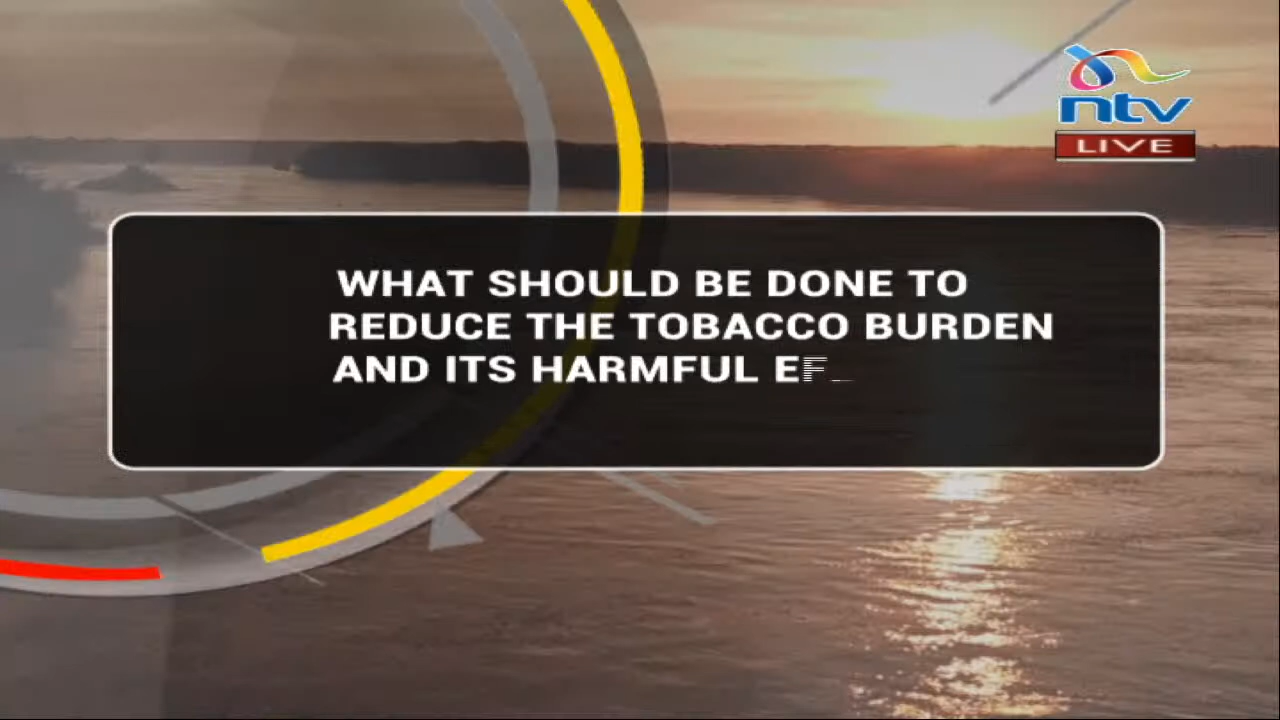 ntv
LIVE
WHAT SHOULD BE DONE TO
REDUCE THE TOBACCO BURDEN
AND ITS HARMFUL